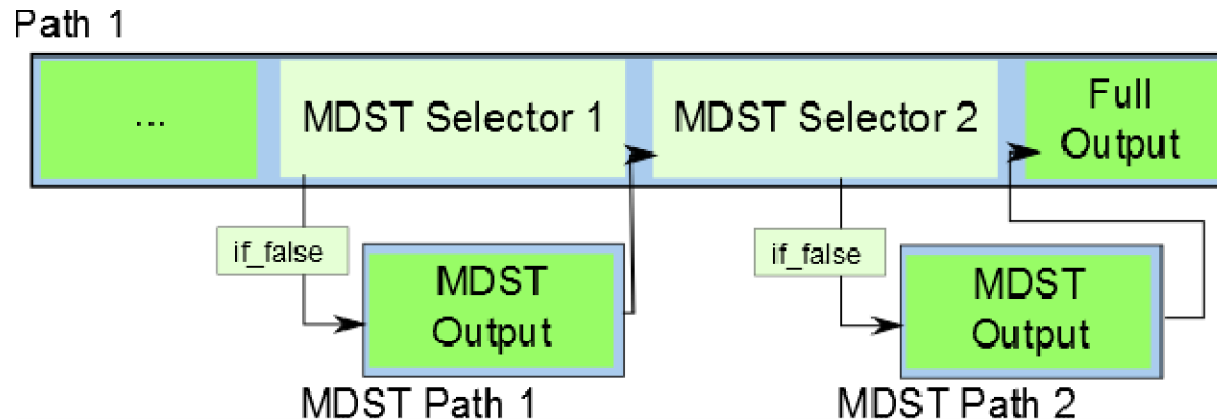 Path 1
...
MDST Selector 1
MDST Selector 2
Full
Output
if_false
MDST
Output
MDST Path 1
if_false
MDST
Output
MDST Path 2